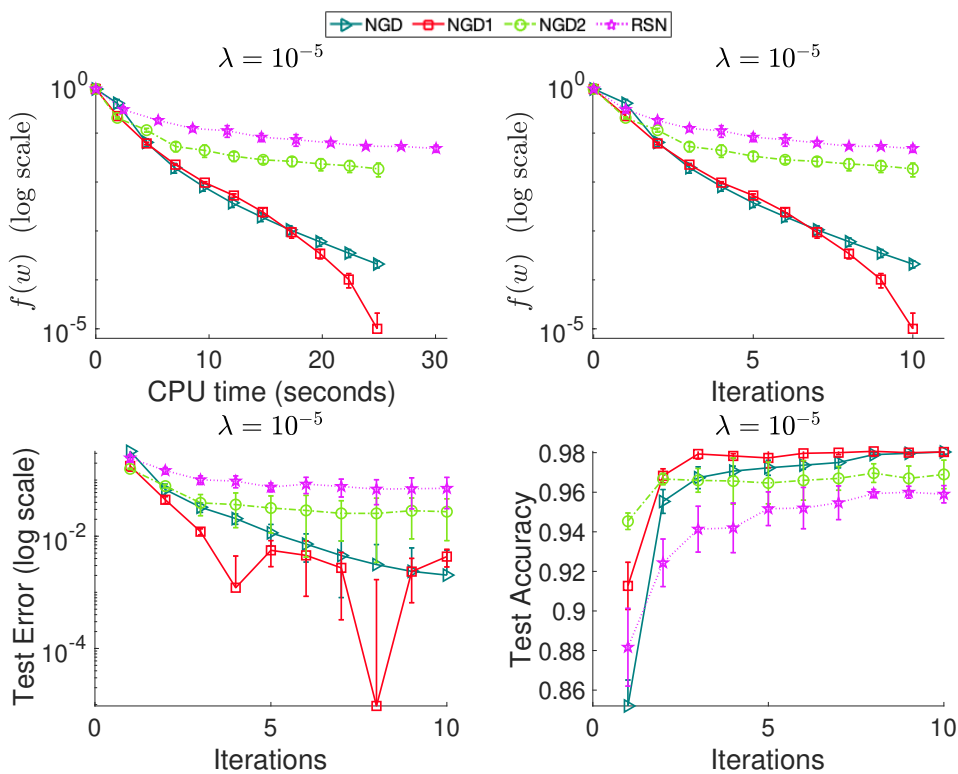 NGD NGD1 NGD2 RSN
λ = 10^-5
f(w) (log scale)
10^0
10^-5
0 10 20 30
CPU time (seconds)
λ = 10^-5
f(w) (log scale)
10^0
10^-5
0 5 10
Iterations
λ = 10^-5
Test Error (log scale)
10^-2
10^-4
0 5 10
Iterations
λ = 10^-5
Test Accuracy
0.98
0.96
0.94
0.92
0.9
0.88
0.86
0 5 10
Iterations